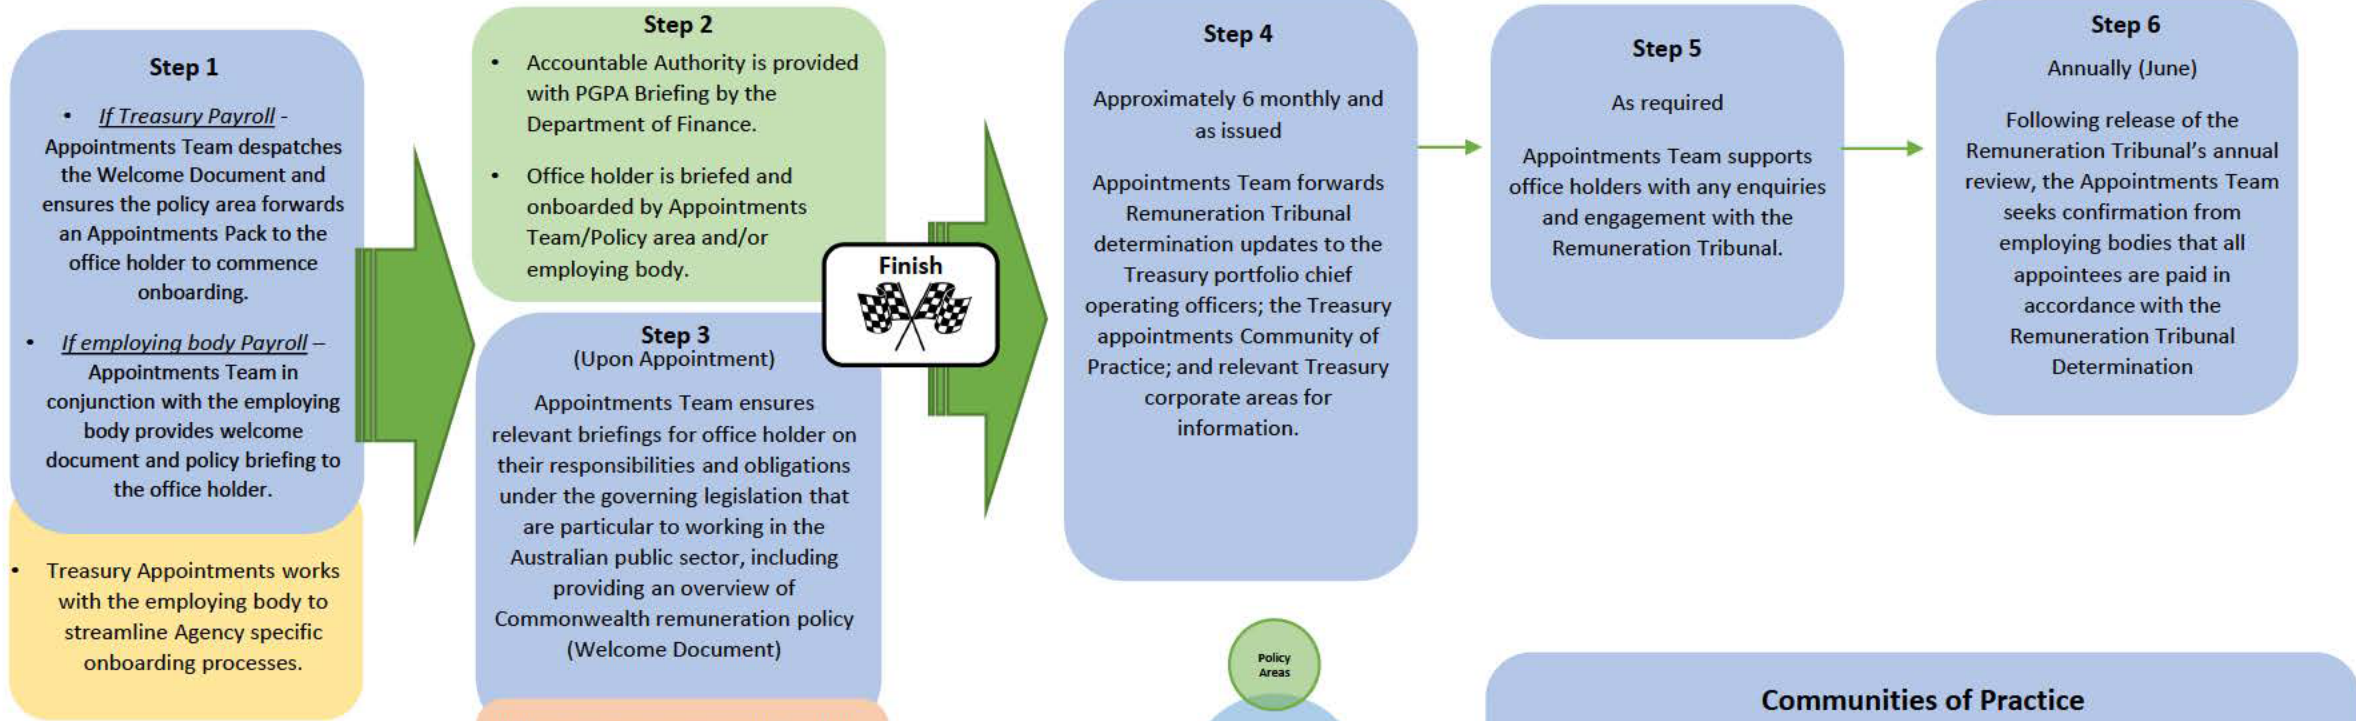 Step 1
• If Treasury Payroll -
Appointments Team despatches
the Welcome Document and
ensures the policy area forwards
an Appointments Pack to the
office holder to commence
onboarding.
• If employing body Payroll –
Appointments Team in
conjunction with the employing
body provides welcome
document and policy briefing to
the office holder.
• Treasury Appointments works
with the employing body to
streamline Agency specific
onboarding processes.
Step 2
• Accountable Authority is provided
with PGPA Briefing by the
Department of Finance.
• Office holder is briefed and
onboarded by Appointments
Team/Policy area and/or
employing body.
Finish
Step 3
(Upon Appointment)
Appointments Team ensures
relevant briefings for office holder on
their responsibilities and obligations
under the governing legislation that
are particular to working in the
Australian public sector, including
providing an overview of
Commonwealth remuneration policy
(Welcome Document)
Step 4
Approximately 6 monthly and
as issued
Appointments Team forwards
Remuneration Tribunal
determination updates to the
Treasury portfolio chief
operating officers; the Treasury
appointments Community of
Practice; and relevant Treasury
corporate areas for
information.
Step 5
As required
Appointments Team supports
office holders with any enquiries
and engagement with the
Remuneration Tribunal.
Step 6
Annually (June)
Following release of the
Remuneration Tribunal's annual
review, the Appointments Team
seeks confirmation from
employing bodies that all
appointees are paid in
accordance with the
Remuneration Tribunal
Determination
Policy
Areas
Communities of Practice